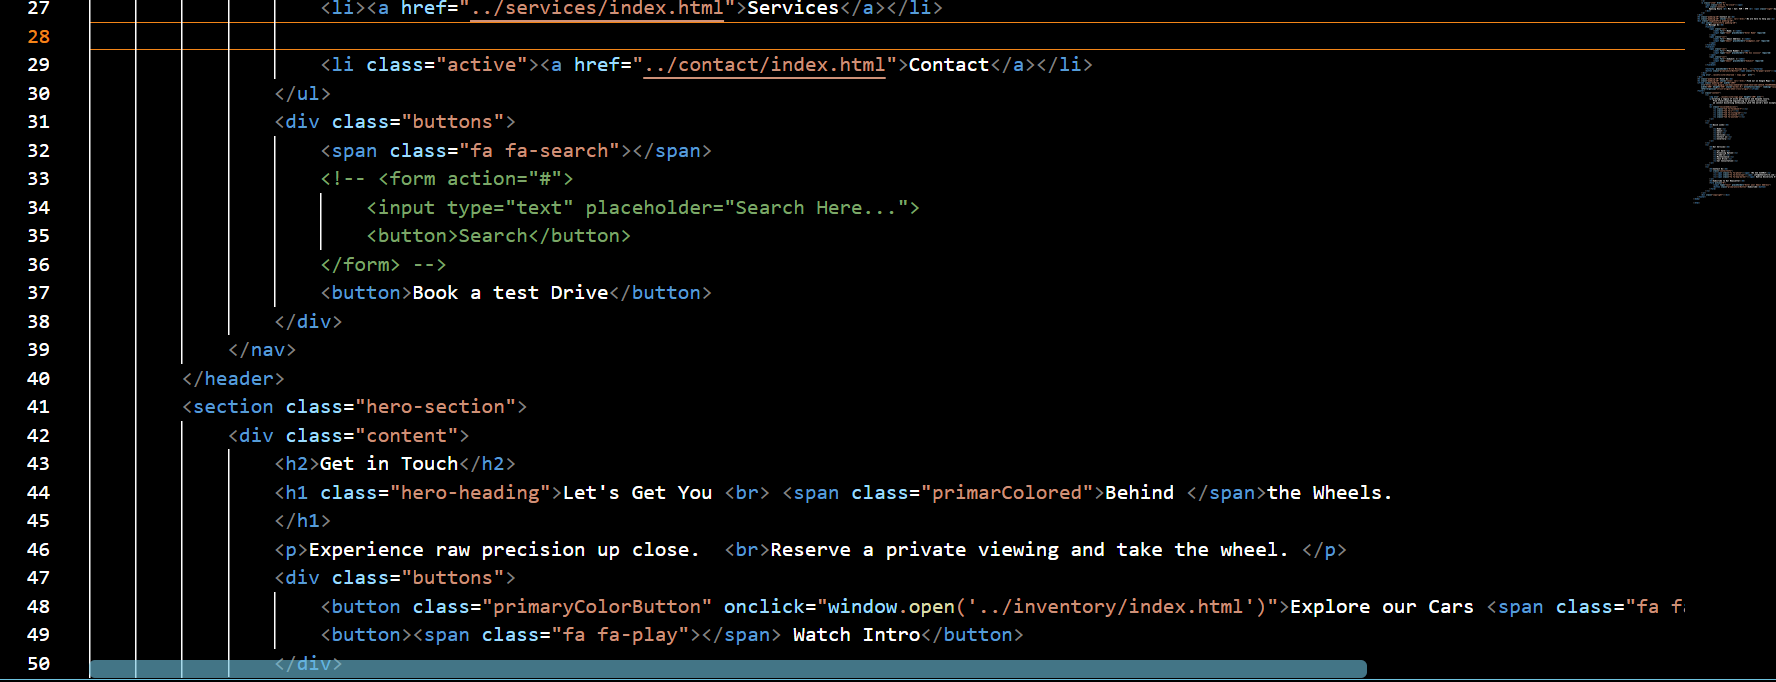 27 <li><a href="../services/index.html">Services</a></li>
28
29 <li class="active"><a href="../contact/index.html">Contact</a></li>
30 </ul>
31 <div class="buttons">
32 <span class="fa fa-search"></span>
33 <!-- <form action="#">
34 <input type="text" placeholder="Search Here...">
35 <button>Search</button>
36 </form> -->
37 <button>Book a test Drive</button>
38 </div>
39 </nav>
40 </header>
41 <section class="hero-section">
42 <div class="content">
43 <h2>Get in Touch</h2>
44 <h1 class="hero-heading">Let's Get You <br> <span class="primarColored">Behind </span>the Wheels.
45 </h1>
46 <p>Experience raw precision up close.  <br>Reserve a private viewing and take the wheel. </p>
47 <div class="buttons">
48 <button class="primaryColorButton" onclick="window.open('../inventory/index.html')">Explore our Cars <span class="fa
49 <button><span class="fa fa-play"></span> Watch Intro</button>
50 </div>